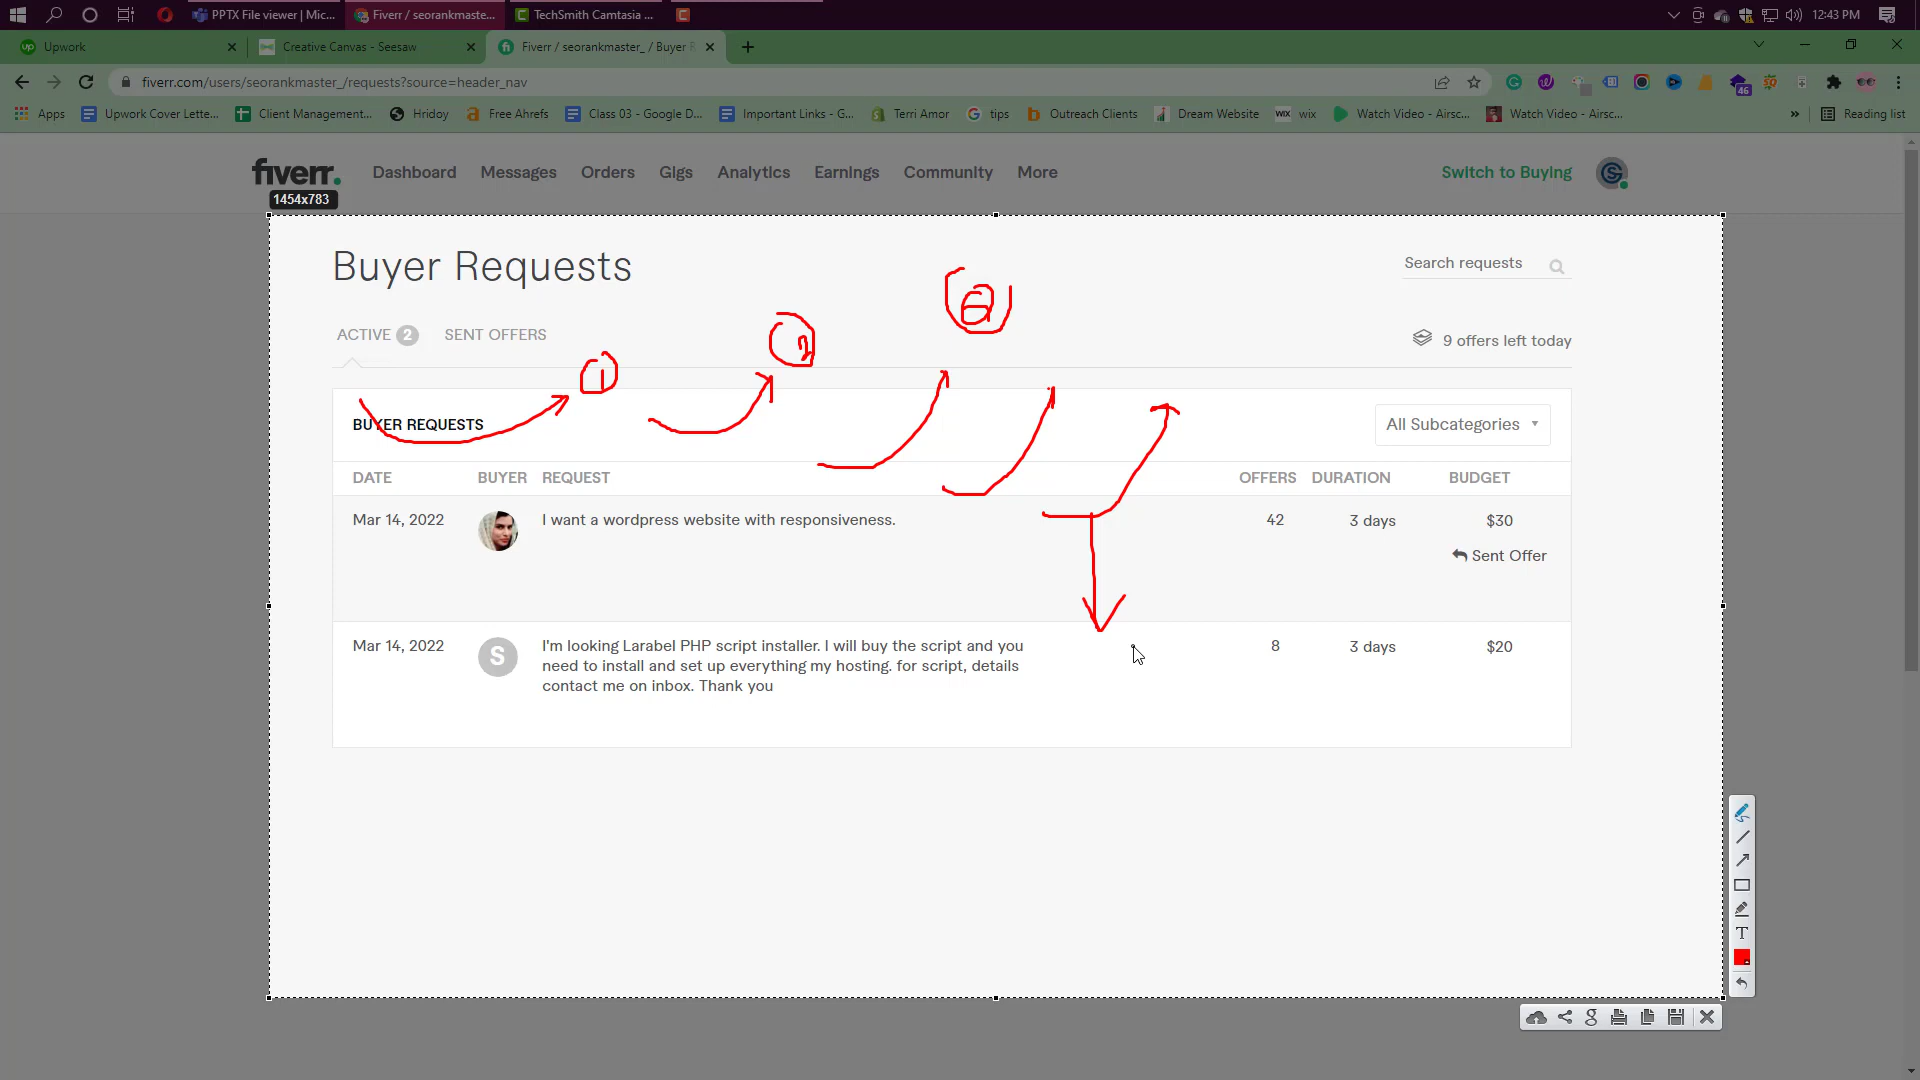 PPTX File viewer | Mic...
Fiverr / seorankmaste...
TechSmith Camtasia ...
12:43 PM
Upwork
Creative Canvas - Seesaw
Fiverr / seorankmaster_ / Buyer R
fiverr.com/users/seorankmaster_/requests?source=header_nav
46
Apps
Upwork Cover Lette...
Client Management...
Hridoy
Free Ahrefs
Class 03 - Google D...
Important Links - G...
Terri Amor
tips
Outreach Clients
Dream Website
WIX wix
Watch Video - Airsc...
Watch Video - Airsc...
Reading list
fiverr.
Dashboard
Messages
Orders
Gigs
Analytics
Earnings
Community
More
Switch to Buying
1454x783
Buyer Requests
Search requests
ACTIVE 2
SENT OFFERS
9 offers left today
1
2
BUYER REQUESTS
All Subcategories
DATE BUYER REQUEST OFFERS DURATION BUDGET
Mar 14, 2022 I want a wordpress website with responsiveness. 42 3 days $30
Sent Offer
Mar 14, 2022 S I'm looking Larabel PHP script installer. I will buy the script and you 8 3 days $20
need to install and set up everything my hosting. for script, details
contact me on inbox. Thank you
T
g